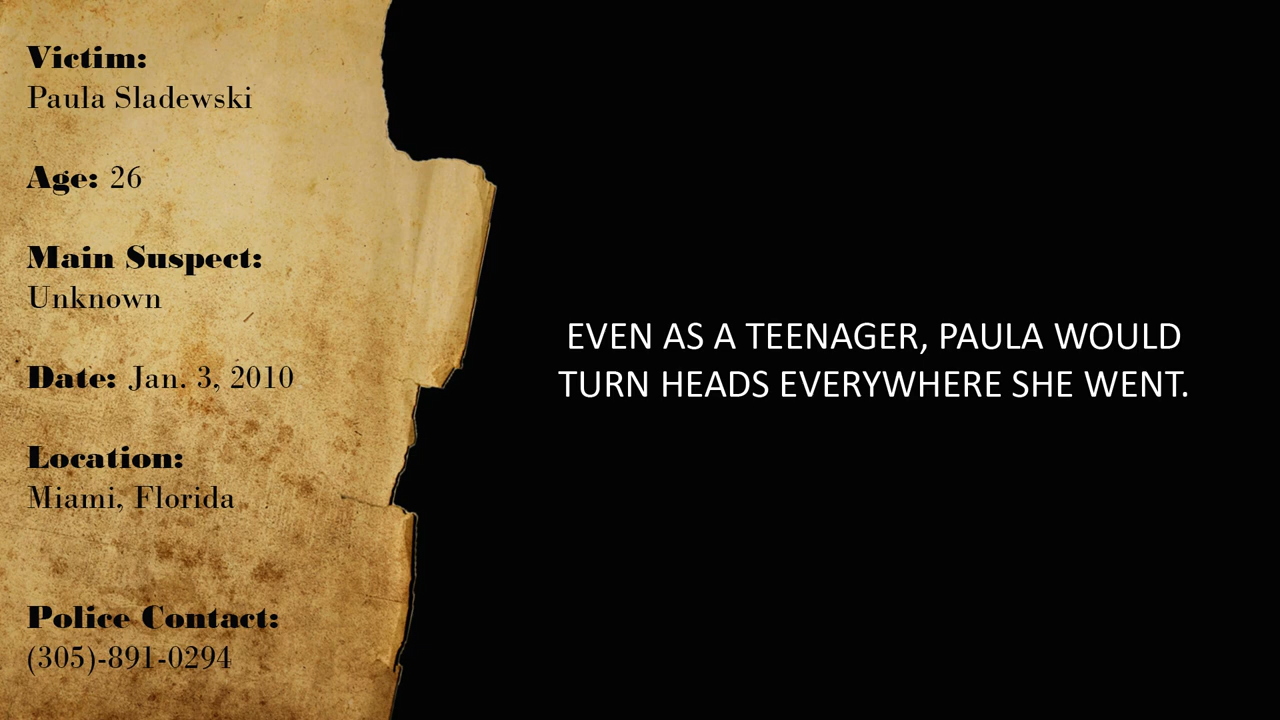 Victim:
Paula Sladewski
Age: 26
Main Suspect:
Unknown
Date: Jan. 3, 2010
Location:
Miami, Florida
Police Contact:
(305)-891-0294
EVEN AS A TEENAGER, PAULA WOULD
TURN HEADS EVERYWHERE SHE WENT.